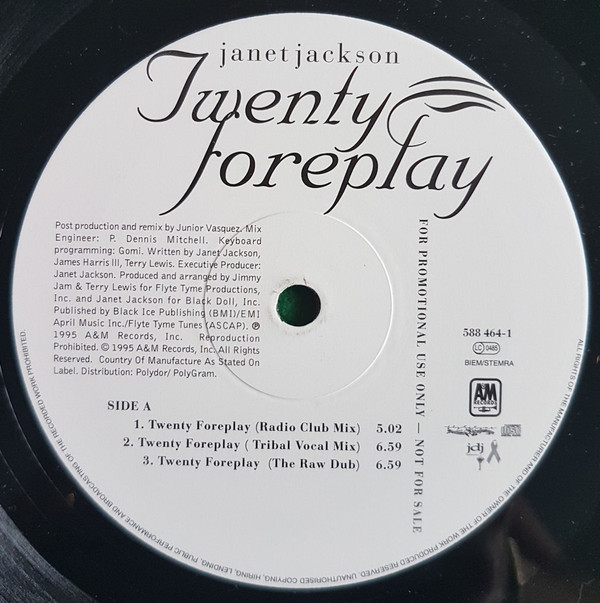 janetjackson
Twenty
foreplay
Post production and remix by Junior Vasquez. Mix
Engineer: P. Dennis Mitchell. Keyboard
programming: Gomi. Written by Janet Jackson,
James Harris III, Terry Lewis. Executive Producer:
Janet Jackson. Produced and arranged by Jimmy
Jam & Terry Lewis for Flyte Tyme Productions,
Inc. and Janet Jackson for Black Doll, Inc.
Published by Black Ice Publishing (BMI)/EMI
April Music Inc./Flyte Tyme Tunes (ASCAP). ℗
1995 A&M Records, Inc. Reproduction
Prohibited. © 1995 A&M Records, Inc. All Rights
Reserved. Country Of Manufacture As Stated On
Label. Distribution: Polydor/ PolyGram.
FOR PROMOTIONAL USE ONLY — NOT FOR SALE
588 464-1
LC 0485
BIEM/STEMRA
A&M
RECORDS
jdj
SIDE A
1. Twenty Foreplay (Radio Club Mix) 5.02
2. Twenty Foreplay ( Tribal Vocal Mix) 6.59
3. Twenty Foreplay (The Raw Dub) 6.59
ALL RIGHTS OF THE MANUFACTURER AND OF THE OWNER OF THE WORK PRODUCED RESERVED. UNAUTHORISED COPYING, HIRING, LENDING, PUBLIC PERFORMANCE AND BROADCASTING OF THE RECORDED WORK PROHIBITED.